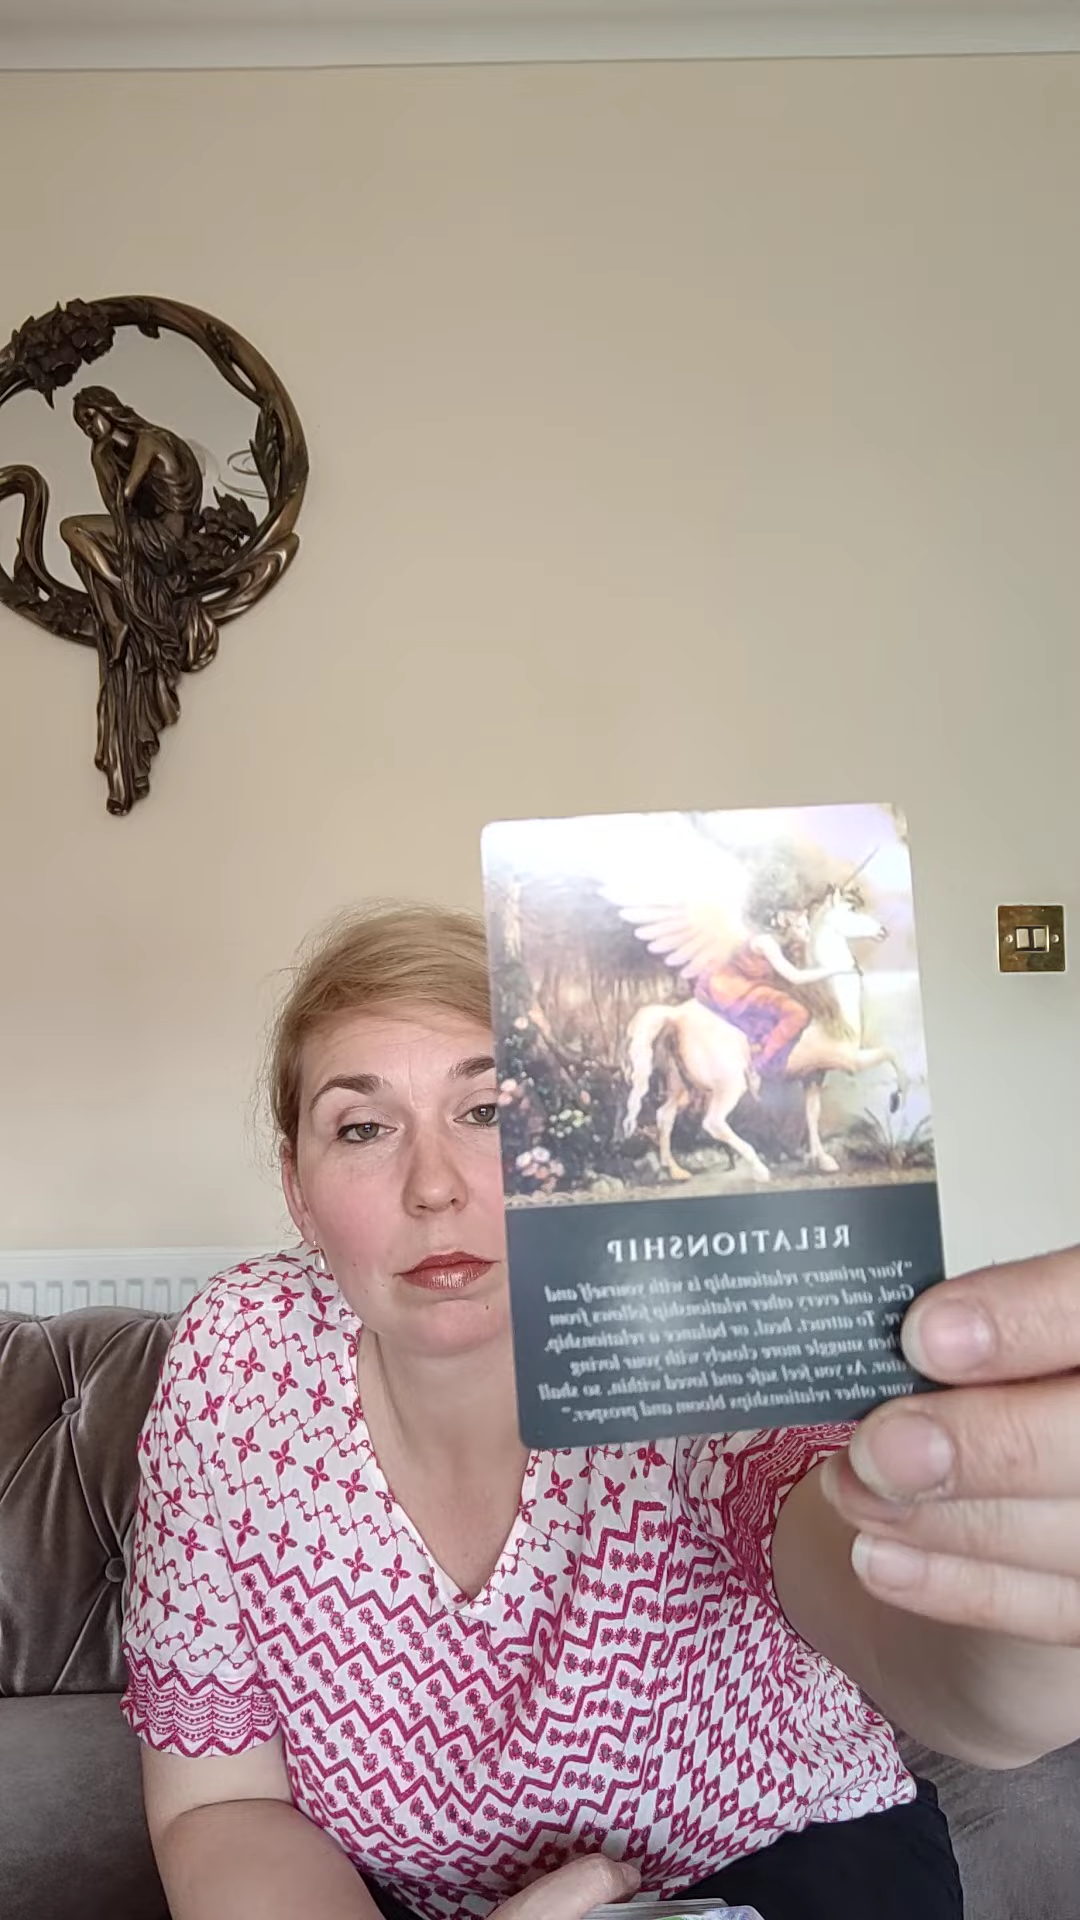 RELATIONSHIP
"Your primary relationship is with yourself and
God, and every other relationship follows from
To attract, heal, or balance a relationship,
snuggle more closely with your loving
As you feel safe and loved within, so shall
your other relationships bloom and prosper."